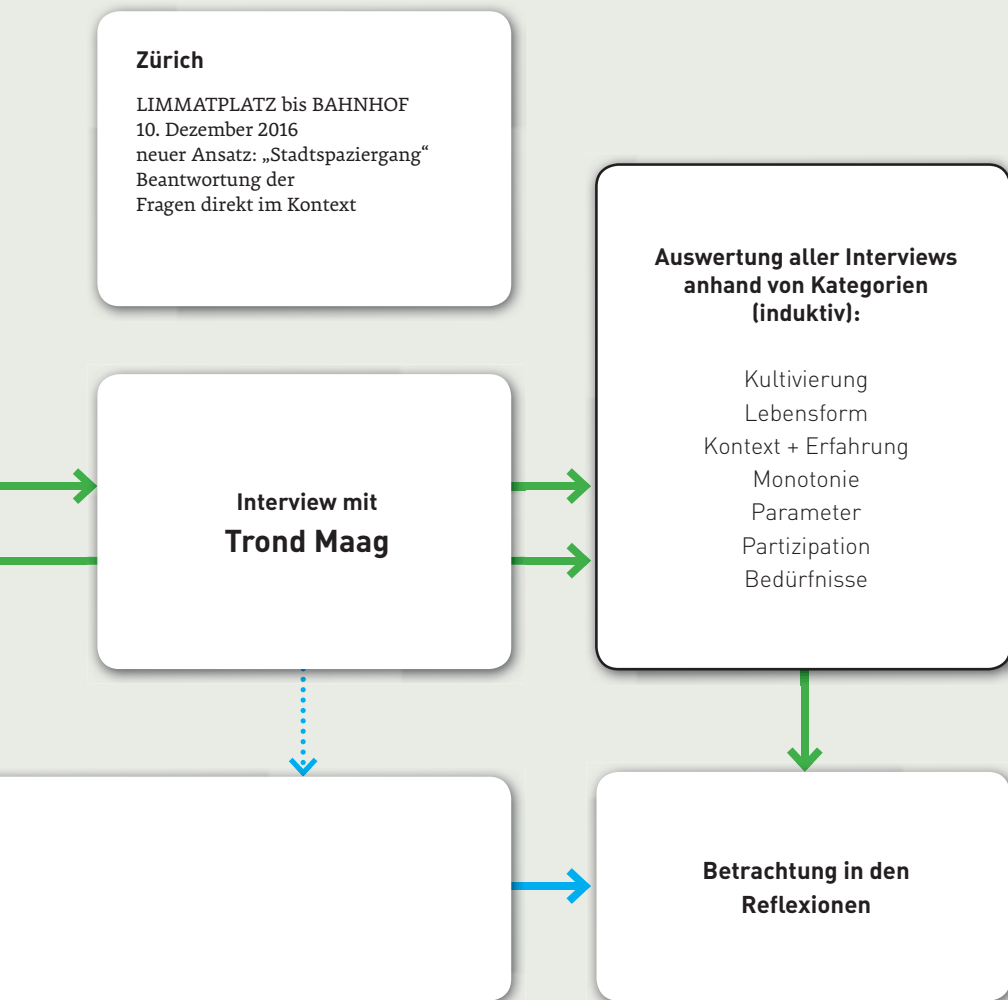 Zürich
LIMMATPLATZ bis BAHNHOF
10. Dezember 2016
neuer Ansatz: „Stadtspaziergang“
Beantwortung der
Fragen direkt im Kontext
Interview mit
Trond Maag
Auswertung aller Interviews
anhand von Kategorien
(induktiv):
Kultivierung
Lebensform
Kontext + Erfahrung
Monotonie
Parameter
Partizipation
Bedürfnisse
Betrachtung in den
Reflexionen